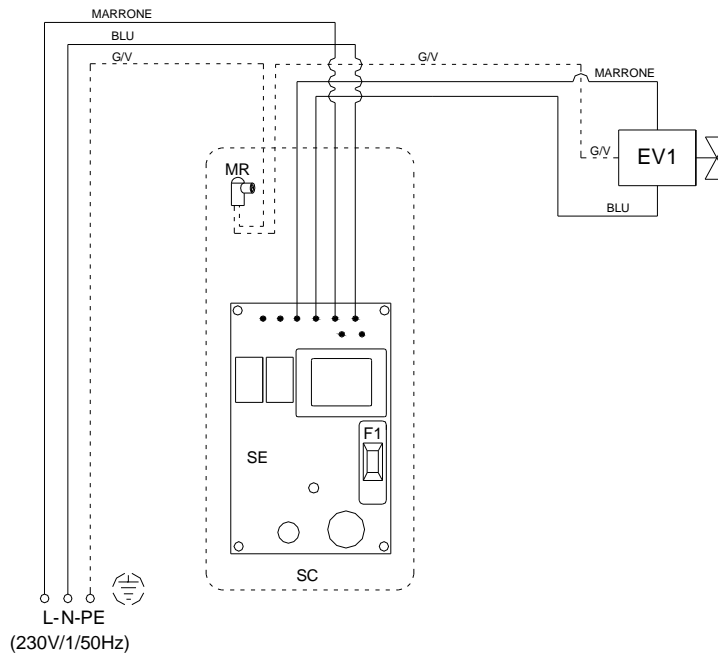 MARRONE
BLU
G/V
G/V
MARRONE
G/V
EV1
BLU
MR
F1
SE
SC
L-N-PE
(230V/1/50Hz)